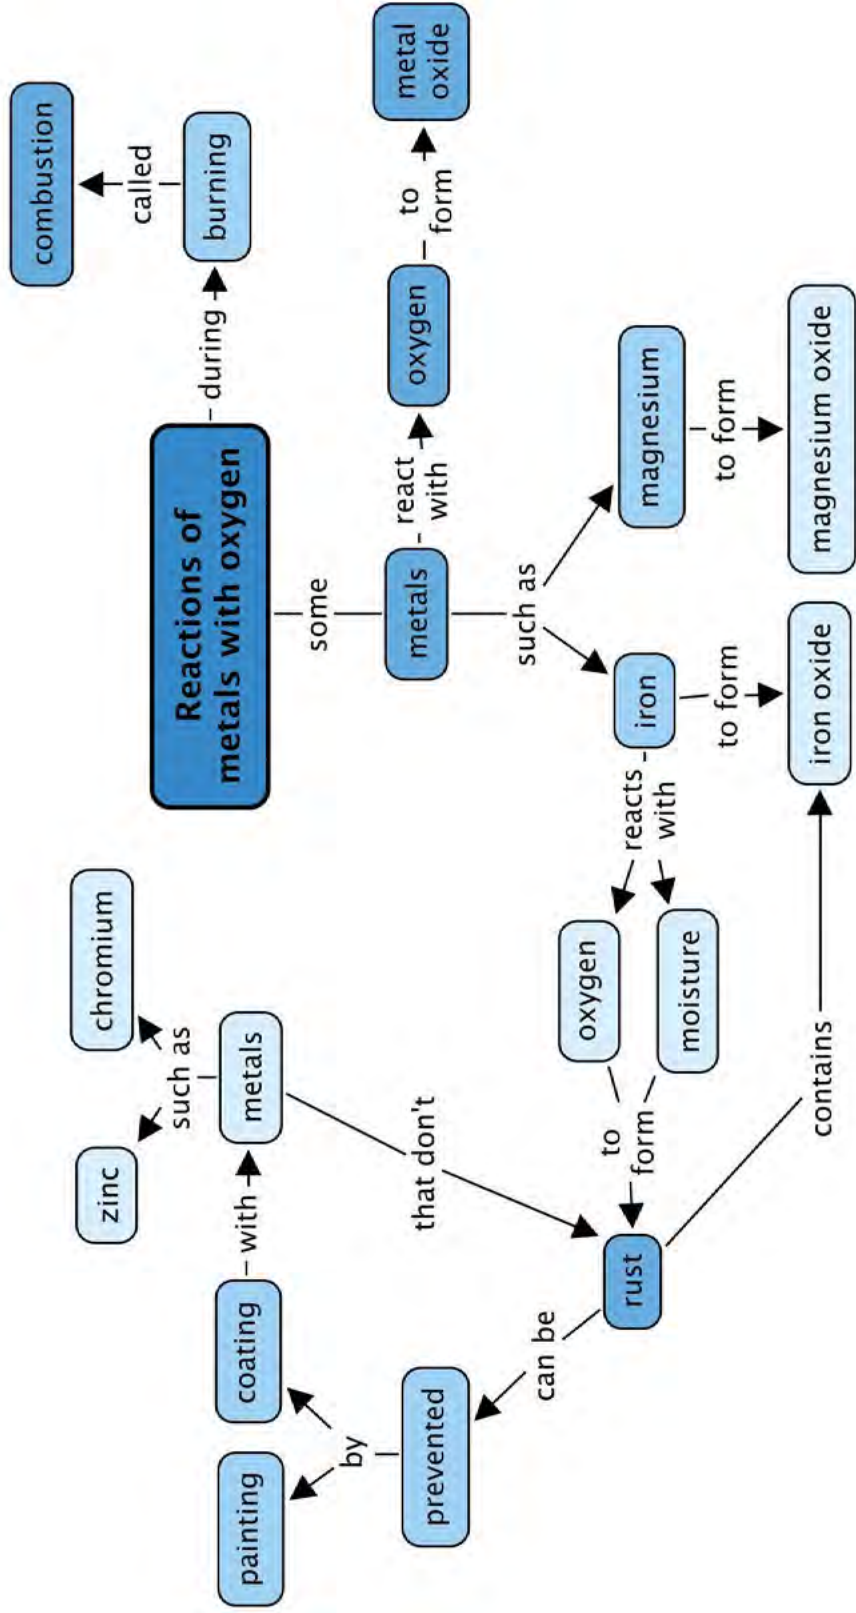 Reactions of
metals with oxygen
during
burning
called
combustion
some
metals
react
with
oxygen
to
form
metal
oxide
such as
iron
magnesium
to form
magnesium oxide
to form
iron oxide
reacts
with
oxygen
moisture
to
form
rust
contains
can be
prevented
by
painting
coating
with
metals
such as
zinc
chromium
that don't